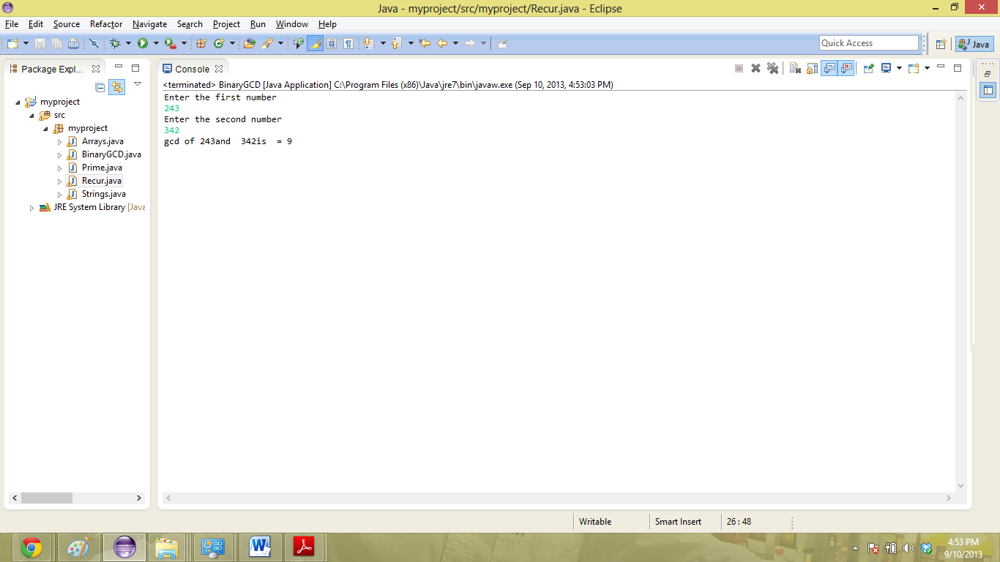 Java - myproject/src/myproject/Recur.java - Eclipse
File Edit Source Refactor Navigate Search Project Run Window Help
Quick Access
Java
Package Expl...
myproject
src
myproject
Arrays.java
BinaryGCD.java
Prime.java
Recur.java
Strings.java
JRE System Library [Java
Console
<terminated> BinaryGCD [Java Application] C:\Program Files (x86)\Java\jre7\bin\javaw.exe (Sep 10, 2013, 4:53:03 PM)
Enter the first number
243
Enter the second number
342
gcd of 243and  342is  = 9
Writable
Smart Insert
26 : 48
4:53 PM
9/10/2013